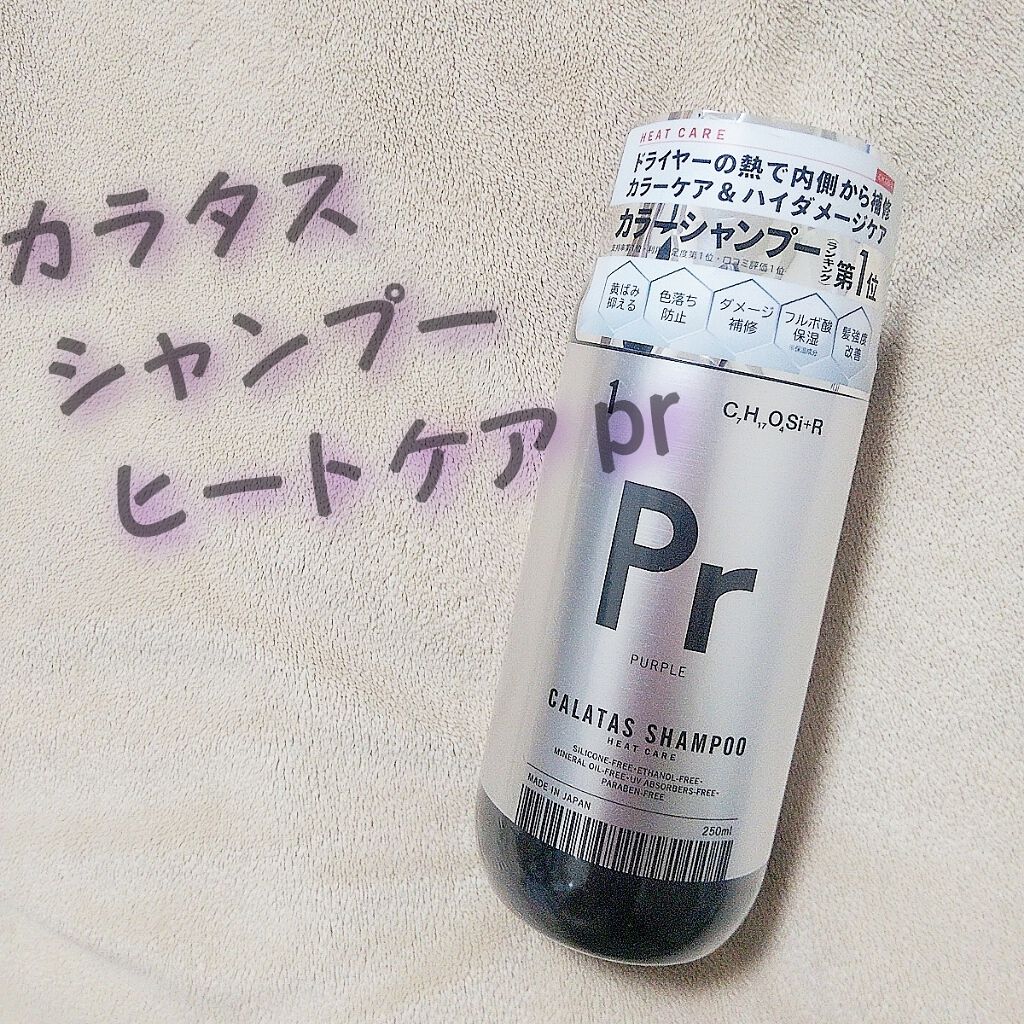 カラタス
シャンプー
ヒートケア pr
HEAT CARE
ドライヤーの熱で内側から補修
カラーケア＆ハイダメージケア
カラーシャンプー
ランキング
第1位
黄ばみ
抑える
色落ち
防止
ダメージ
補修
フルボ酸
保湿
※保湿成分
髪強度
改善
1
C7H17O4Si+R
Pr
PURPLE
CALATAS SHAMPOO
HEAT CARE
SILICONE-FREE・ETHANOL-FREE・
MINERAL OIL-FREE・UV ABSORBERS-FREE・
PARABEN-FREE
MADE IN JAPAN
250ml